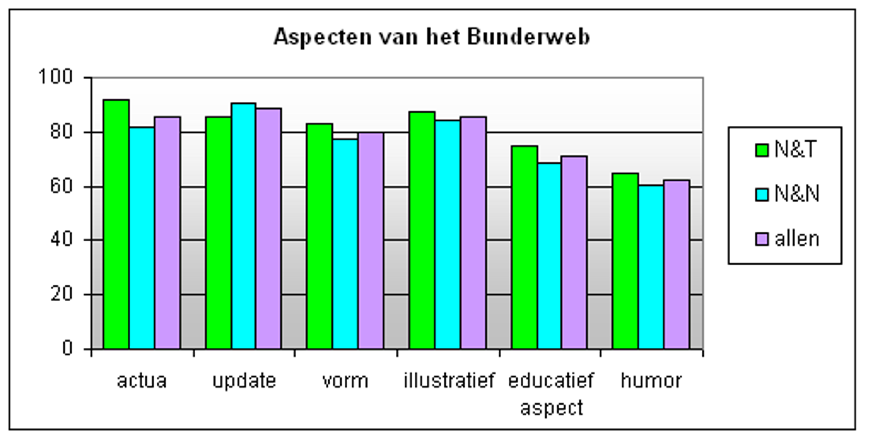 Aspecten van het Bunderweb
100
80
60
40
20
0
actua
update
vorm
illustratief
educatief
aspect
humor
N&T
N&N
allen